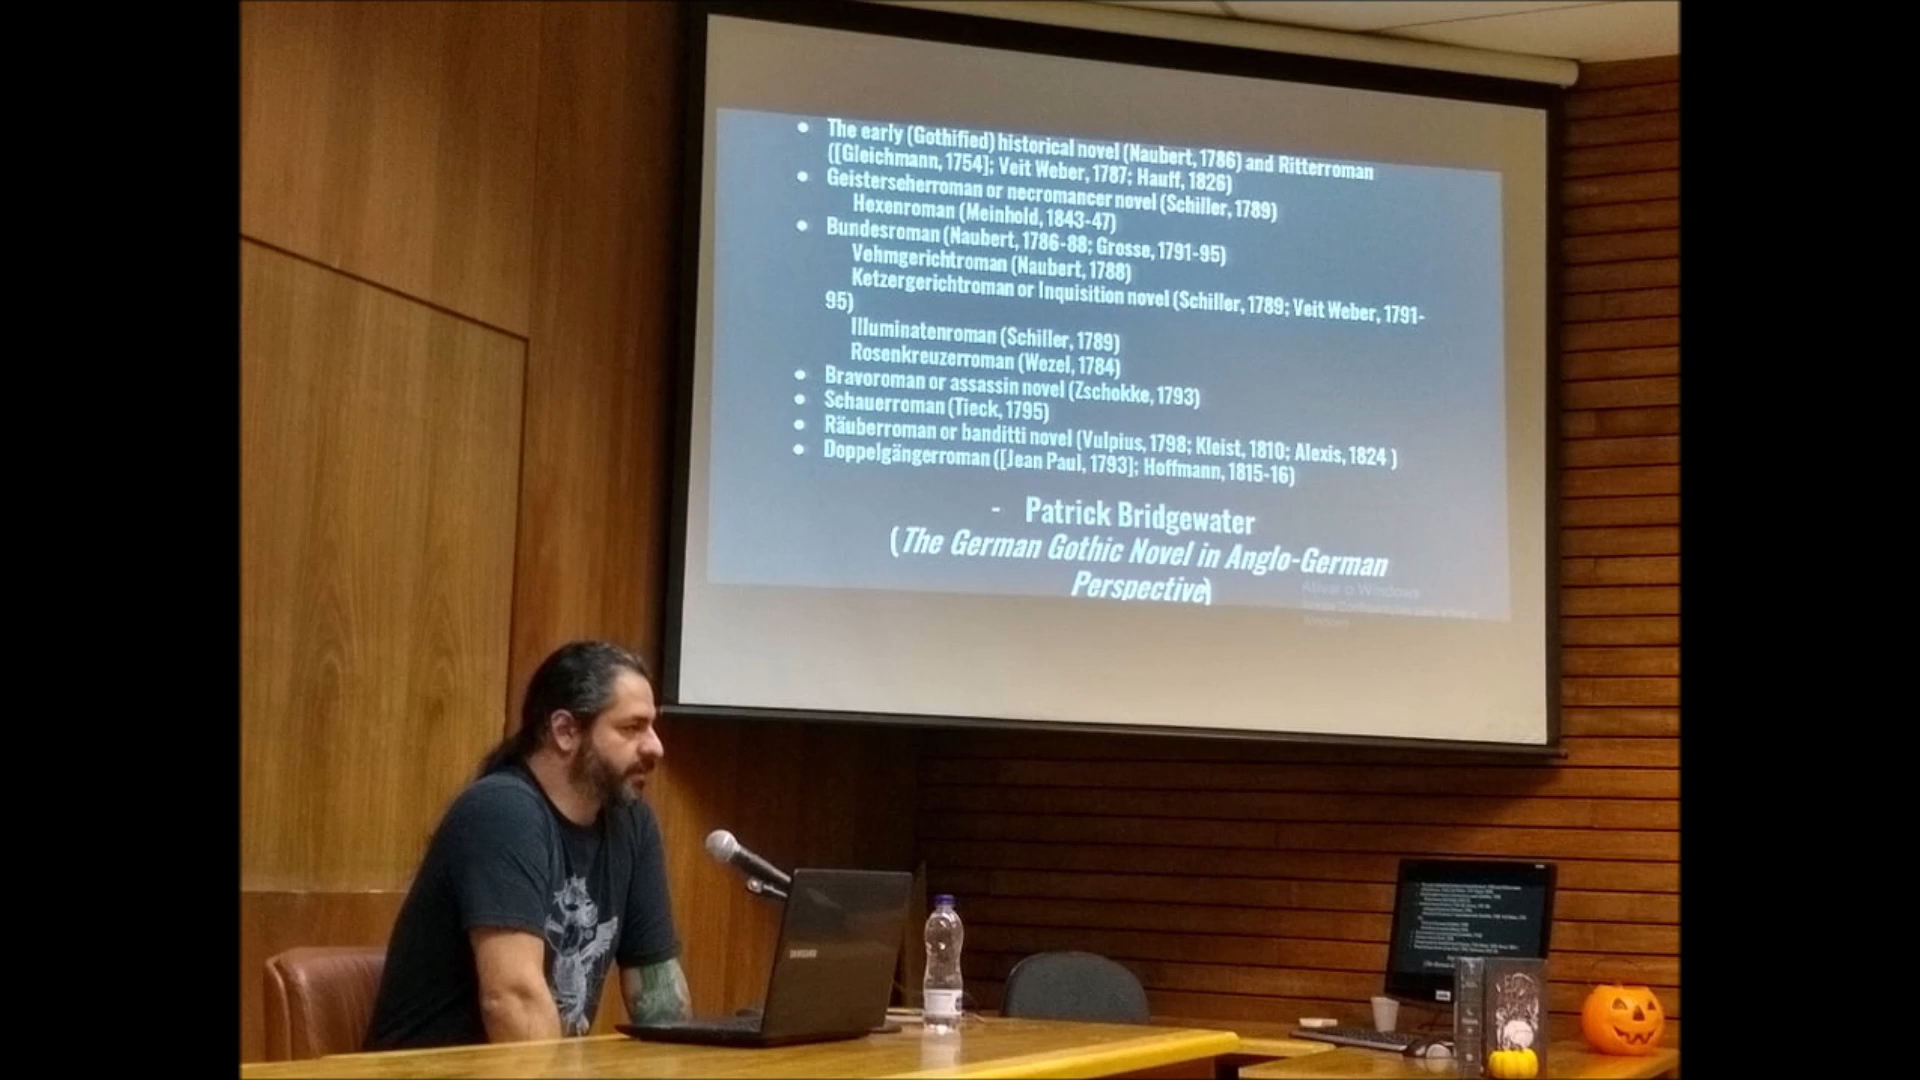 ● The early (Gothified) historical novel (Naubert, 1786) and Ritterroman
([Gleichmann, 1754]; Veit Weber, 1787; Hauff, 1826)
● Geisterseherroman or necromancer novel (Schiller, 1789)
Hexenroman (Meinhold, 1843-47)
● Bundesroman (Naubert, 1786-88; Grosse, 1791-95)
Vehmgerichtroman (Naubert, 1788)
Ketzergerichtroman or Inquisition novel (Schiller, 1789; Veit Weber, 1791-
95)
Illuminatenroman (Schiller, 1789)
Rosenkreuzerroman (Wezel, 1784)
● Bravoroman or assassin novel (Zschokke, 1793)
● Schauerroman (Tieck, 1795)
● Räuberroman or banditti novel (Vulpius, 1798; Kleist, 1810; Alexis, 1824 )
● Doppelgängerroman ([Jean Paul, 1793]; Hoffmann, 1815-16)
- Patrick Bridgewater
(The German Gothic Novel in Anglo-German
Perspective)
Ativar o Windows
SAMSUNG